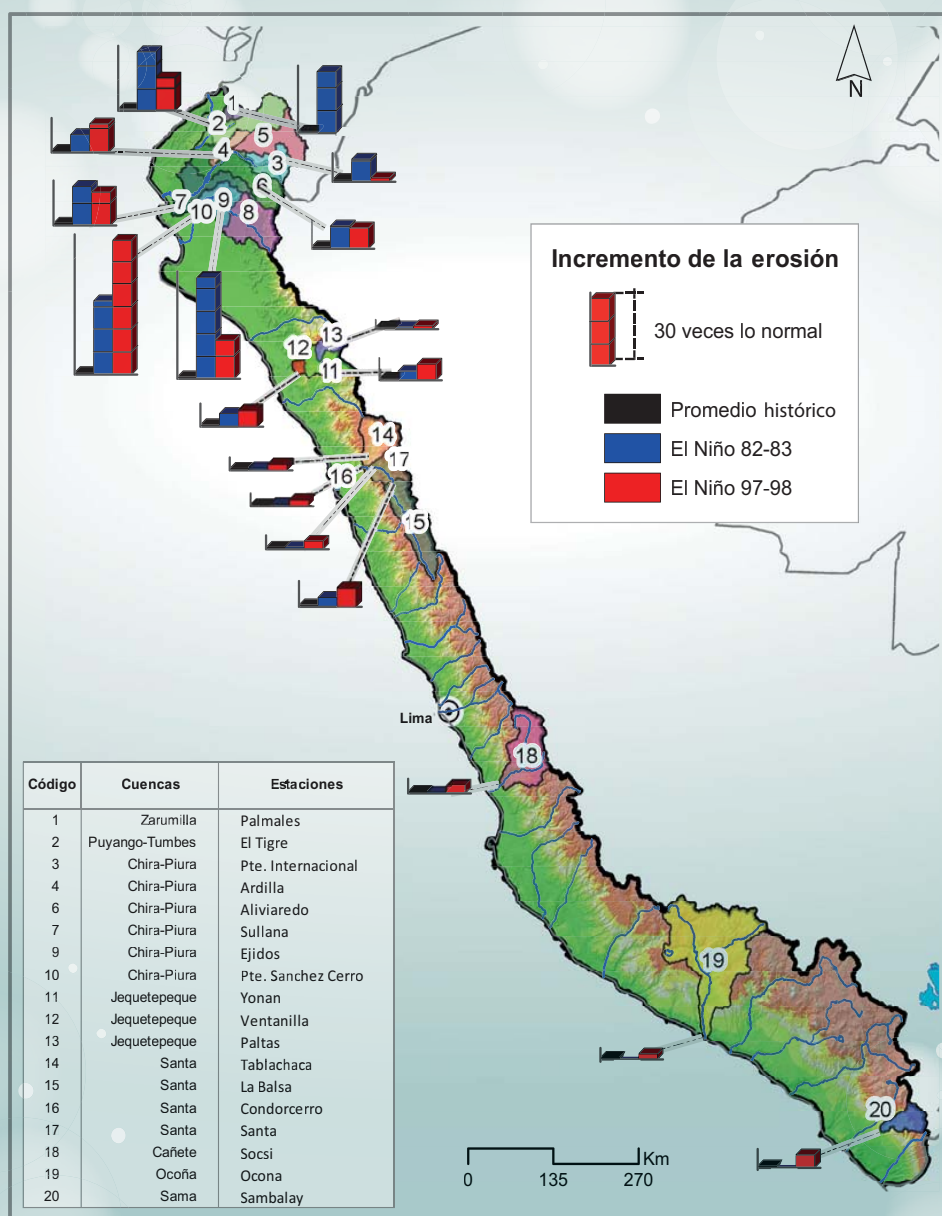 N
1
2
5
4
3
6
7
9
8
10
Incremento de la erosión
30 veces lo normal
Promedio histórico
El Niño 82-83
El Niño 97-98
13
12
11
14
17
16
15
Lima
18
19
20
Km
0 135 270
Código Cuencas Estaciones
1 Zarumilla Palmales
2 Puyango-Tumbes El Tigre
3 Chira-Piura Pte. Internacional
4 Chira-Piura Ardilla
6 Chira-Piura Aliviaredo
7 Chira-Piura Sullana
9 Chira-Piura Ejidos
10 Chira-Piura Pte. Sanchez Cerro
11 Jequetepeque Yonan
12 Jequetepeque Ventanilla
13 Jequetepeque Paltas
14 Santa Tablachaca
15 Santa La Balsa
16 Santa Condorcerro
17 Santa Santa
18 Cañete Socsi
19 Ocoña Ocona
20 Sama Sambalay